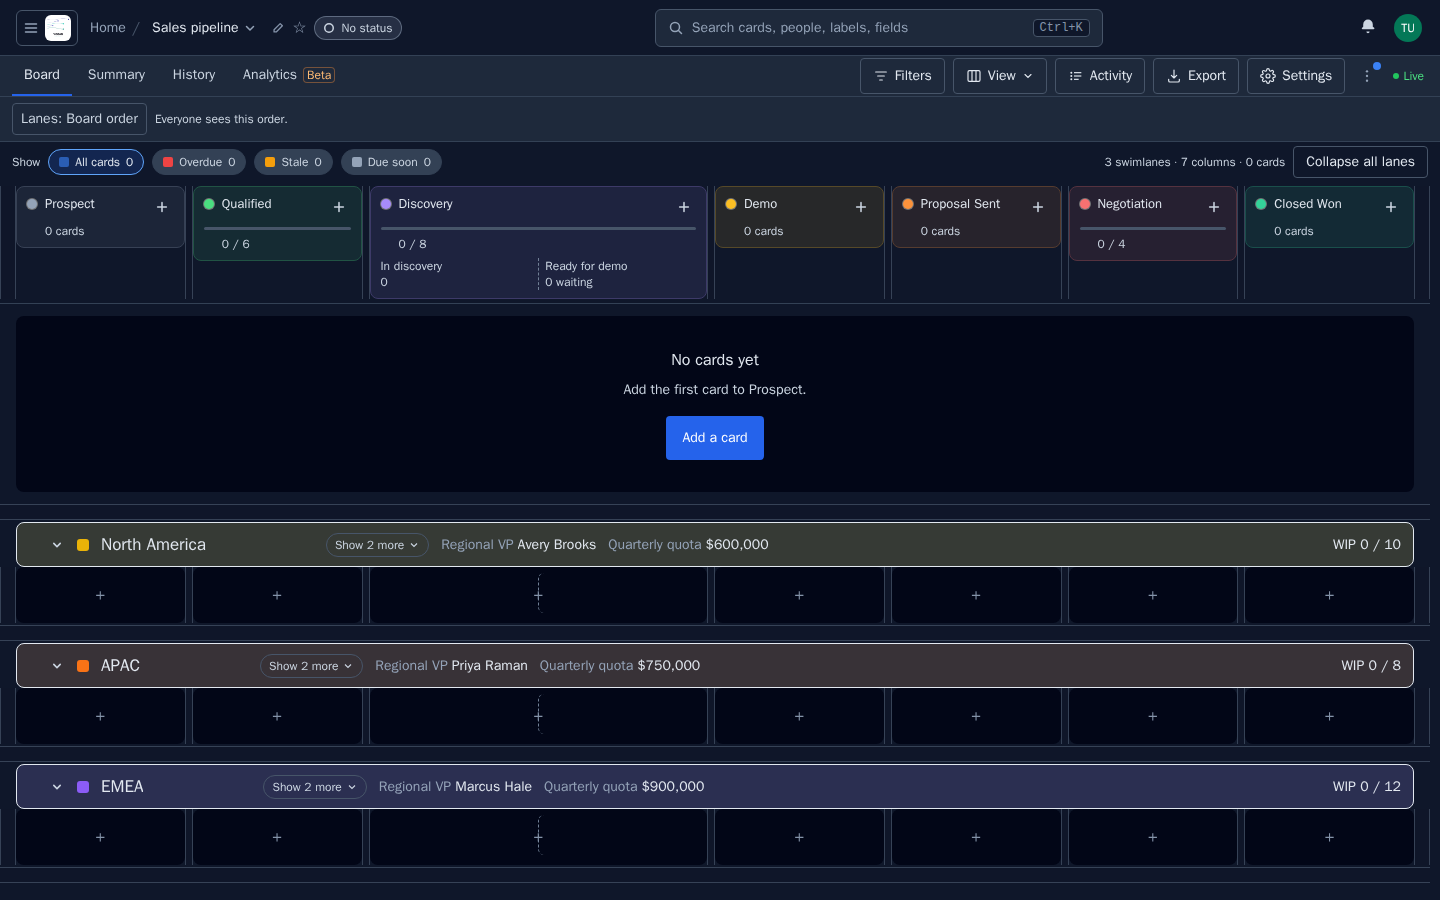 Home / Sales pipeline No status Search cards, people, labels, fields Ctrl+K TU
Board Summary History Analytics Beta Filters View Activity Export Settings Live
Lanes: Board order Everyone sees this order.
Show All cards 0 Overdue 0 Stale 0 Due soon 0 3 swimlanes · 7 columns · 0 cards Collapse all lanes
Prospect + Qualified + Discovery + Demo + Proposal Sent + Negotiation + Closed Won +
0 cards 0 / 6 0 / 8 0 cards 0 cards 0 / 4 0 cards
In discovery Ready for demo
0 0 waiting
No cards yet
Add the first card to Prospect.
Add a card
North America Show 2 more Regional VP Avery Brooks Quarterly quota $600,000 WIP 0 / 10
+ + + + + + +
APAC Show 2 more Regional VP Priya Raman Quarterly quota $750,000 WIP 0 / 8
+ + + + + + +
EMEA Show 2 more Regional VP Marcus Hale Quarterly quota $900,000 WIP 0 / 12
+ + + + + + +